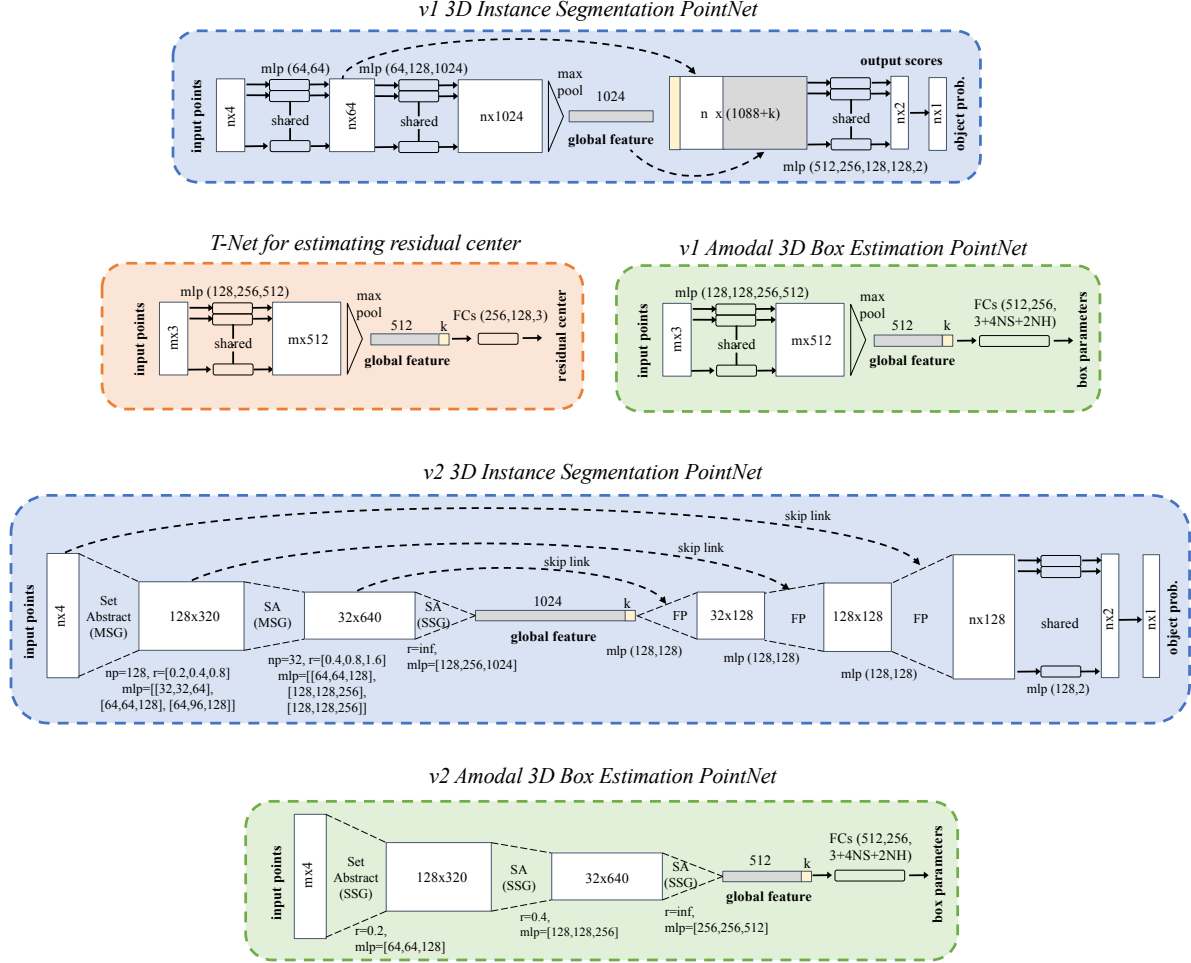 v1 3D Instance Segmentation PointNet
input points
nx4
mlp (64,64)
shared
nx64
mlp (64,128,1024)
shared
nx1024
max
pool
1024
global feature
n x (1088+k)
shared
mlp (512,256,128,128,2)
output scores
nx2
nx1
object prob.
T-Net for estimating residual center
input points
mx3
mlp (128,256,512)
shared
mx512
max
pool
512
k
global feature
FCs (256,128,3)
residual center
v1 Amodal 3D Box Estimation PointNet
input points
mx3
mlp (128,128,256,512)
shared
mx512
max
pool
512
k
global feature
FCs (512,256,
3+4NS+2NH)
box parameters
v2 3D Instance Segmentation PointNet
input points
nx4
Set
Abstract
(MSG)
np=128, r=[0.2,0.4,0.8]
mlp=[[32,32,64],
[64,64,128], [64,96,128]]
128x320
SA
(MSG)
np=32, r=[0.4,0.8,1.6]
mlp=[[64,64,128],
[128,128,256],
[128,128,256]]
32x640
SA
(SSG)
r=inf,
mlp=[128,256,1024]
1024
k
global feature
skip link
skip link
skip link
FP
mlp (128,128)
32x128
FP
mlp (128,128)
128x128
FP
mlp (128,128)
nx128
shared
mlp (128,2)
nx2
nx1
object prob.
v2 Amodal 3D Box Estimation PointNet
input points
mx4
Set
Abstract
(SSG)
r=0.2,
mlp=[64,64,128]
128x320
SA
(SSG)
r=0.4,
mlp=[128,128,256]
32x640
SA
(SSG)
r=inf,
mlp=[256,256,512]
512
k
global feature
FCs (512,256,
3+4NS+2NH)
box parameters